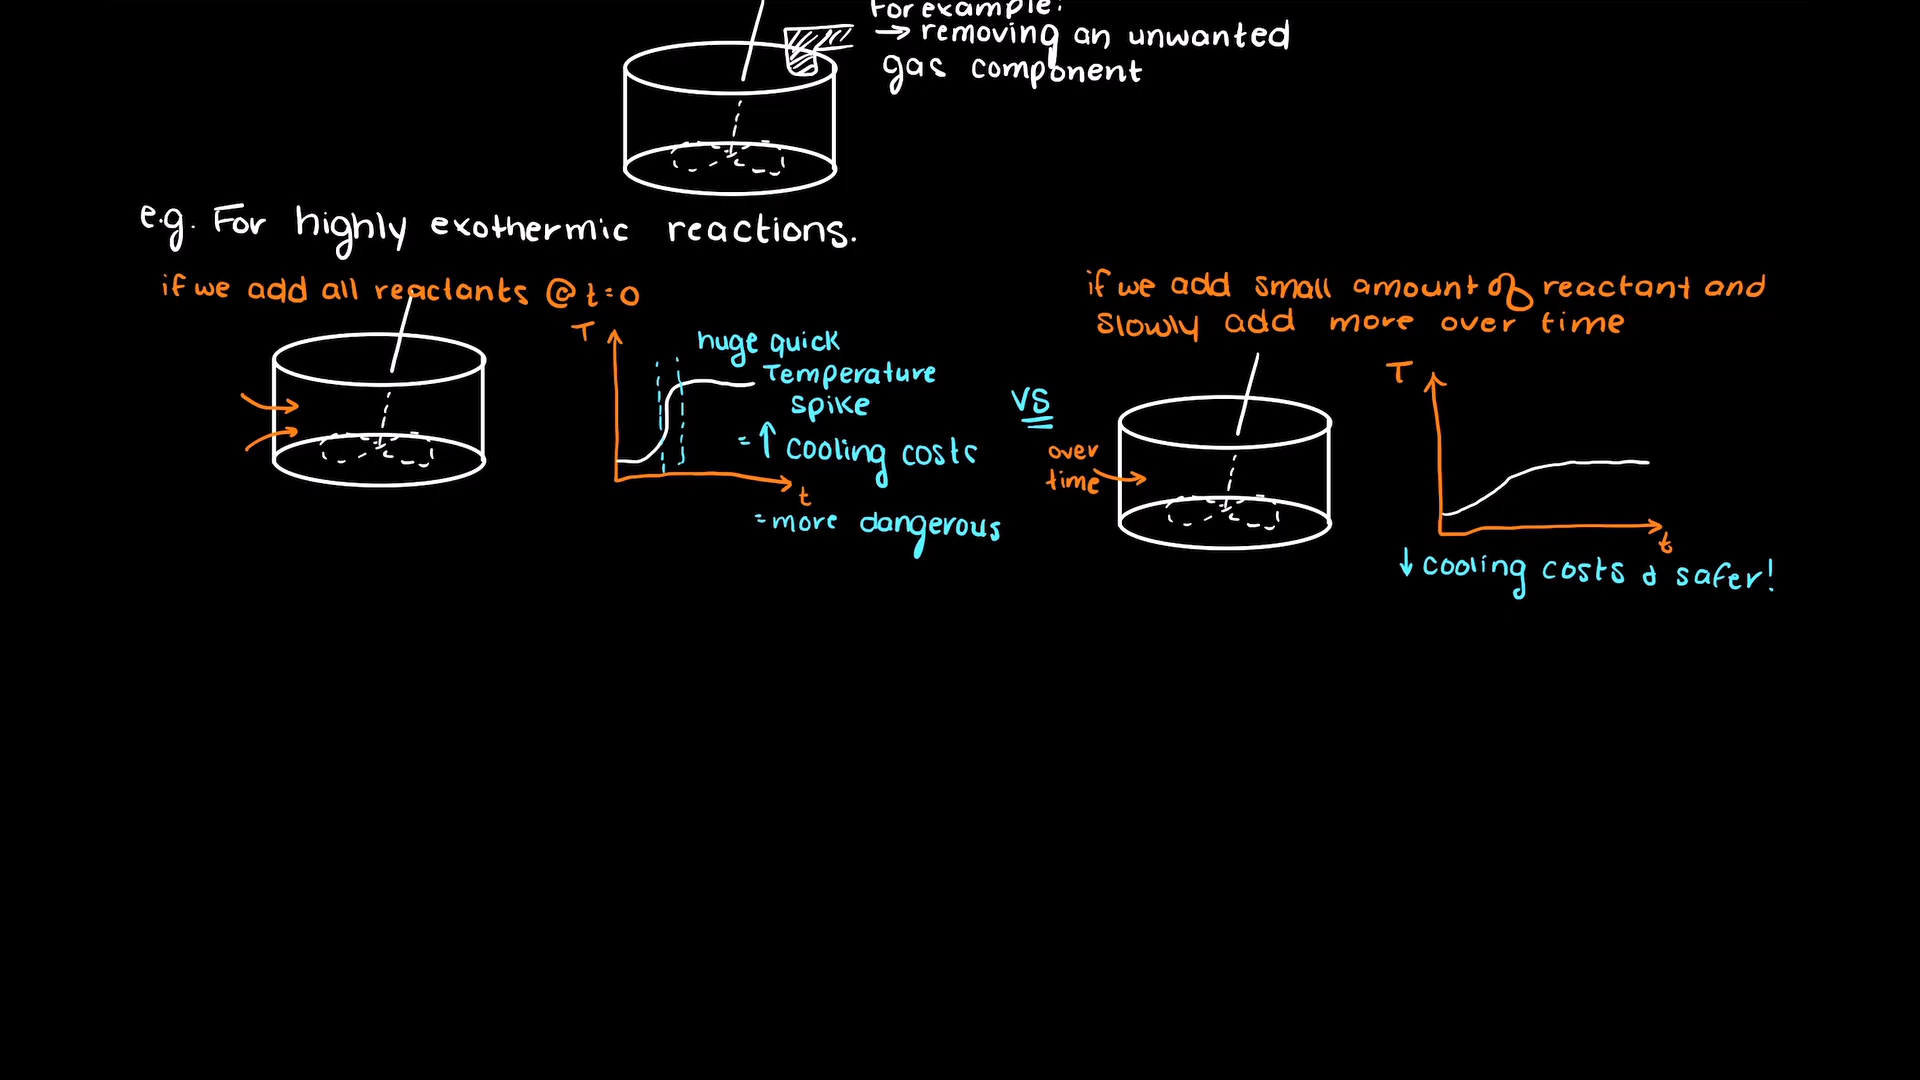 For example:
→ removing an unwanted
gas component
e.g. For highly exothermic reactions.
if we add all reactants @ t=0
T
huge quick
Temperature
spike
= ↑ cooling costs
t
= more dangerous
vs
if we add small amount of reactant and
slowly add more over time
over
time
T
t
↓ cooling costs & safer!